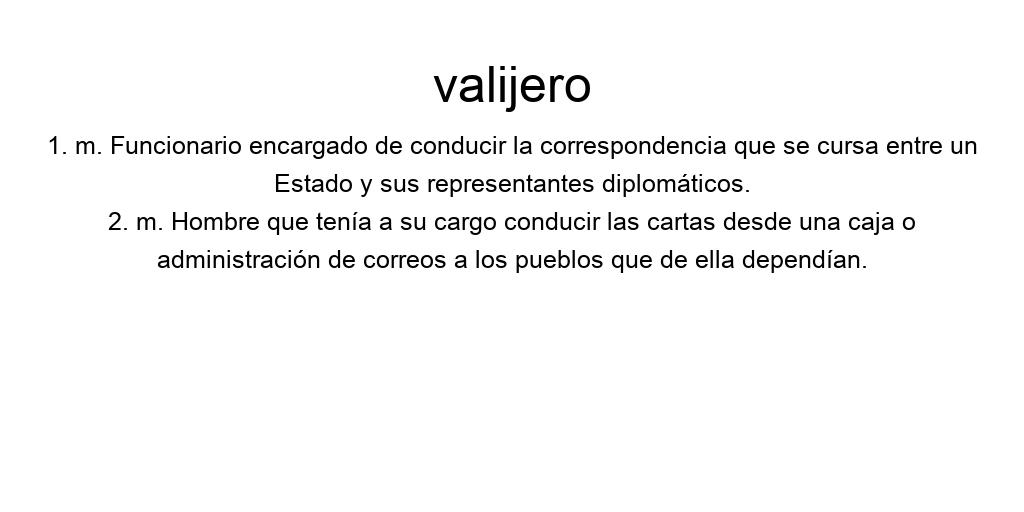 valijero
1. m. Funcionario encargado de conducir la correspondencia que se cursa entre un
Estado y sus representantes diplomáticos.
2. m. Hombre que tenía a su cargo conducir las cartas desde una caja o
administración de correos a los pueblos que de ella dependían.